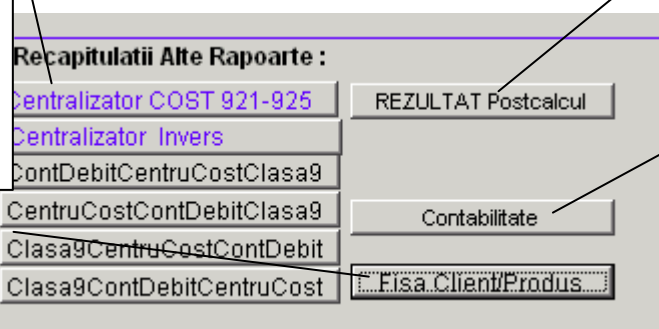 Recapitulatii Alte Rapoarte :
Centralizator COST 921-925
REZULTAT Postcalcul
Centralizator Invers
ContDebitCentruCostClasa9
CentruCostContDebitClasa9
Contabilitate
Clasa9CentruCostContDebit
Fisa Client/Produs
Clasa9ContDebitCentruCost